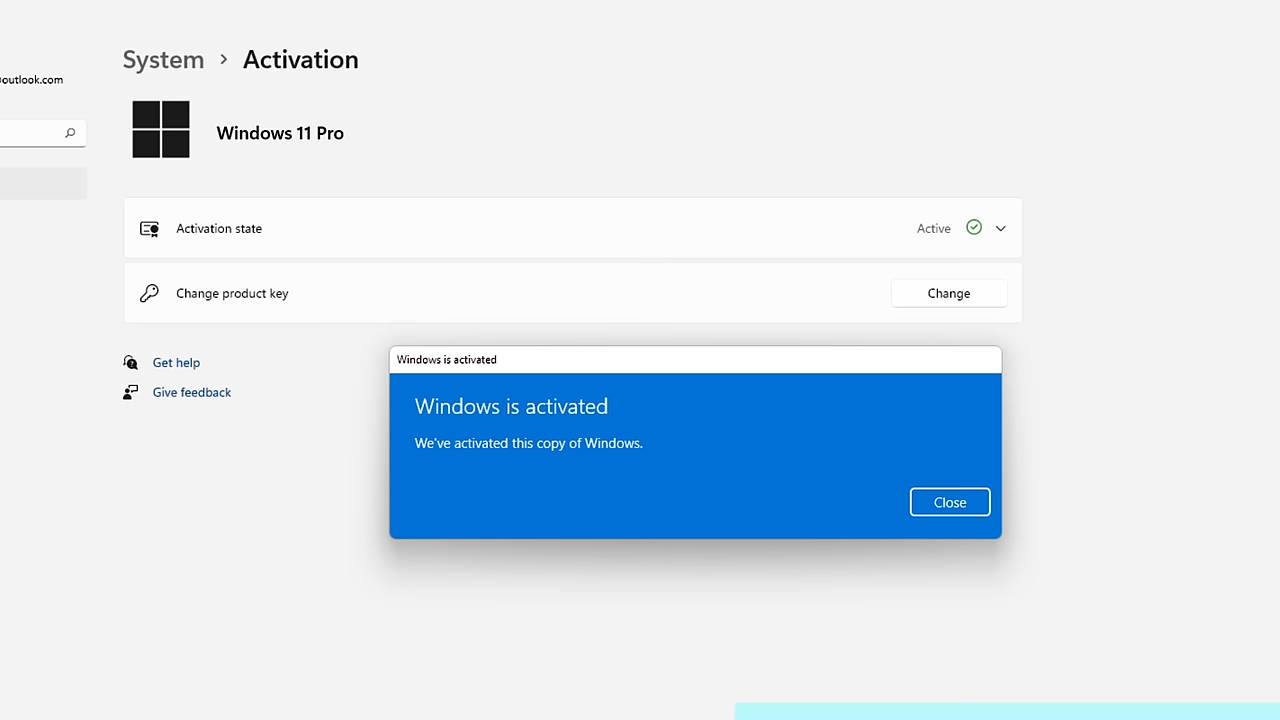 System > Activation
@outlook.com
Windows 11 Pro
Activation state
Active
Change product key
Change
Get help
Give feedback
Windows is activated
Windows is activated
We've activated this copy of Windows.
Close